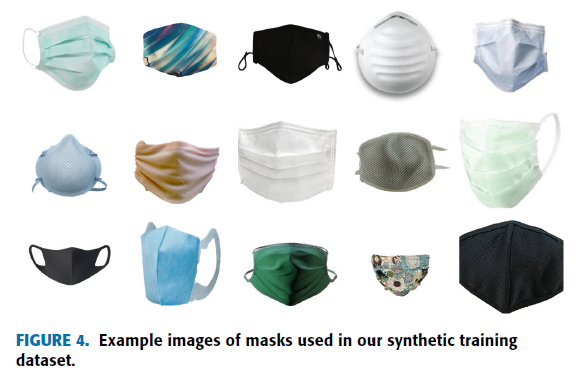 FIGURE 4. Example images of masks used in our synthetic training
dataset.